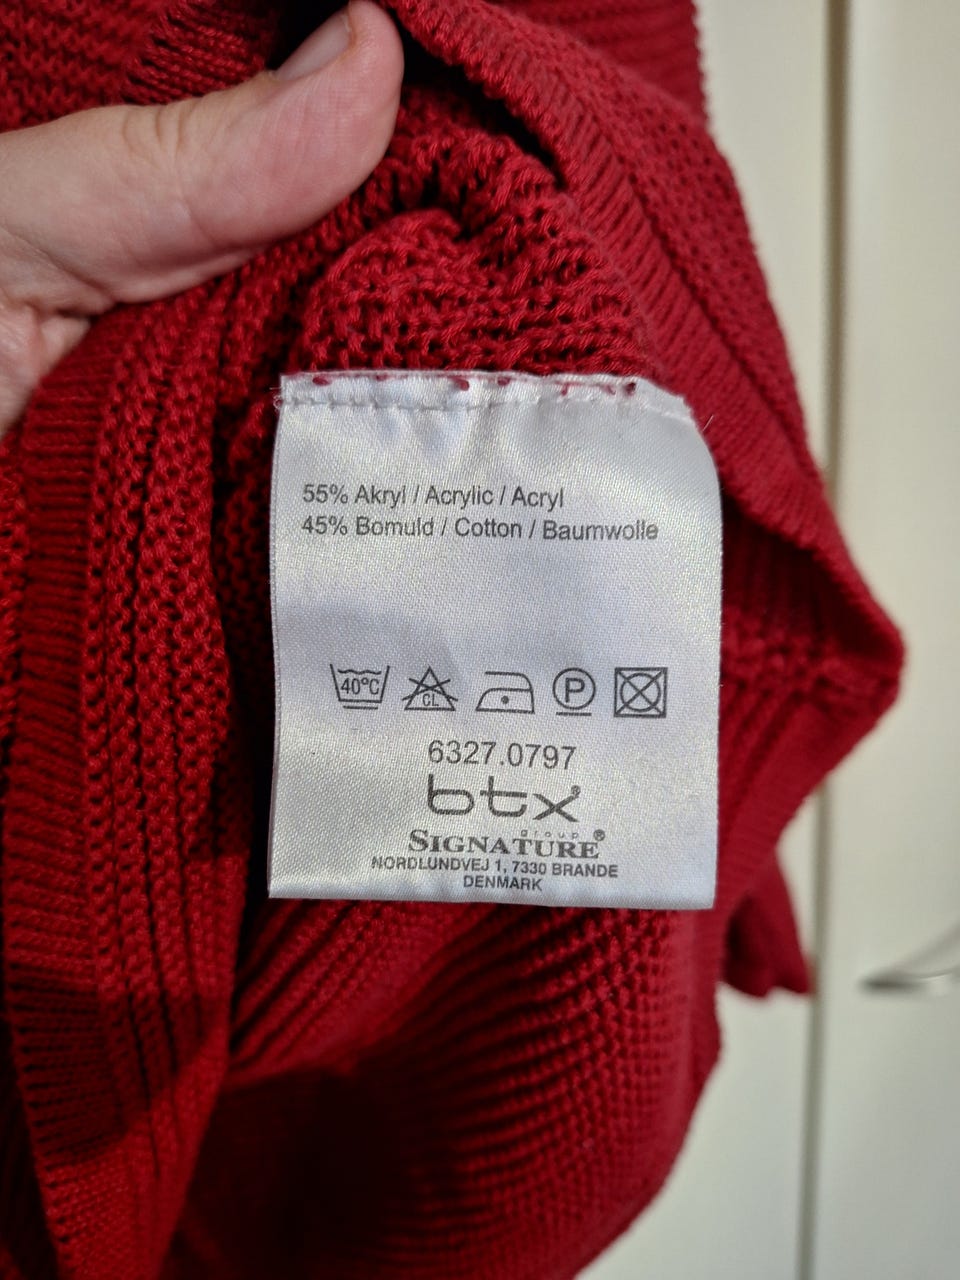 55% Akryl / Acrylic / Acryl
45% Bomuld / Cotton / Baumwolle
40°C CL P
6327.0797
btx®
group
SIGNATURE®
NORDLUNDVEJ 1, 7330 BRANDE
DENMARK